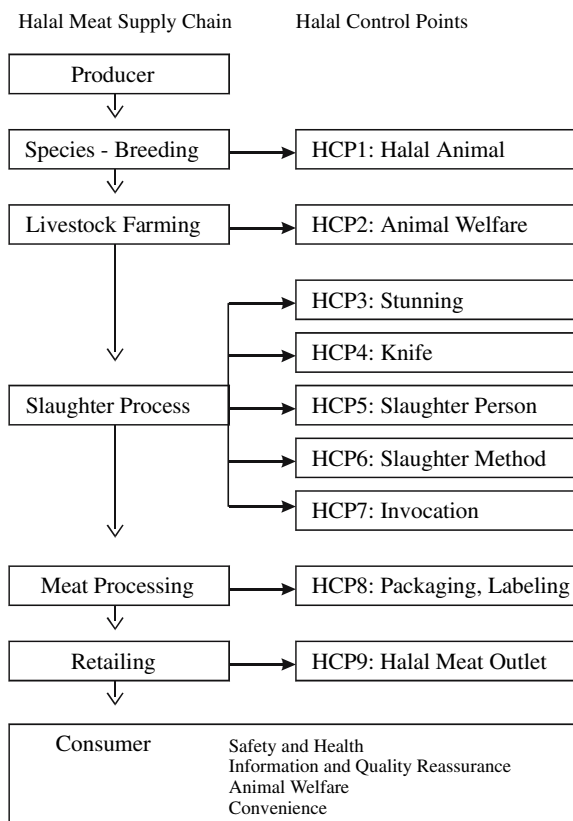 Halal Meat Supply Chain Halal Control Points
Producer
Species - Breeding HCP1: Halal Animal
Livestock Farming HCP2: Animal Welfare
HCP3: Stunning
HCP4: Knife
Slaughter Process HCP5: Slaughter Person
HCP6: Slaughter Method
HCP7: Invocation
Meat Processing HCP8: Packaging, Labeling
Retailing HCP9: Halal Meat Outlet
Consumer Safety and Health
Information and Quality Reassurance
Animal Welfare
Convenience